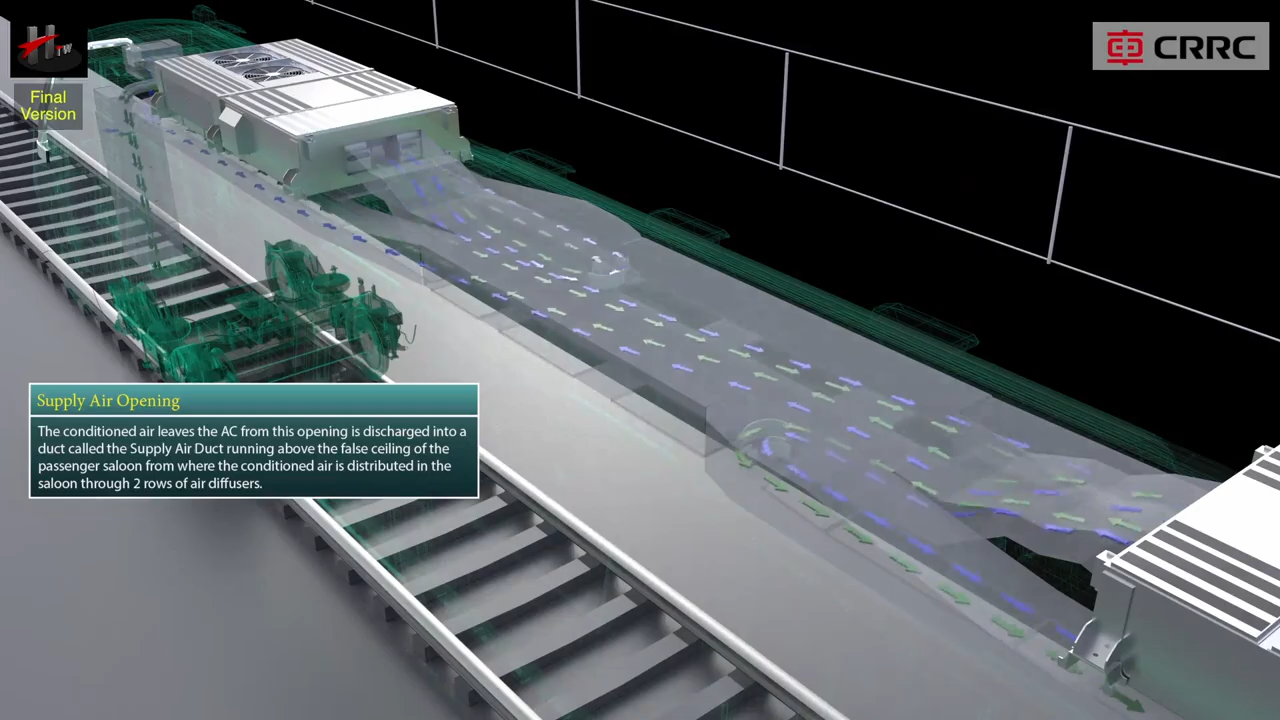 H TW
Final
Version
CRRC
Supply Air Opening
The conditioned air leaves the AC from this opening is discharged into a
duct called the Supply Air Duct running above the false ceiling of the
passenger saloon from where the conditioned air is distributed in the
saloon through 2 rows of air diffusers.